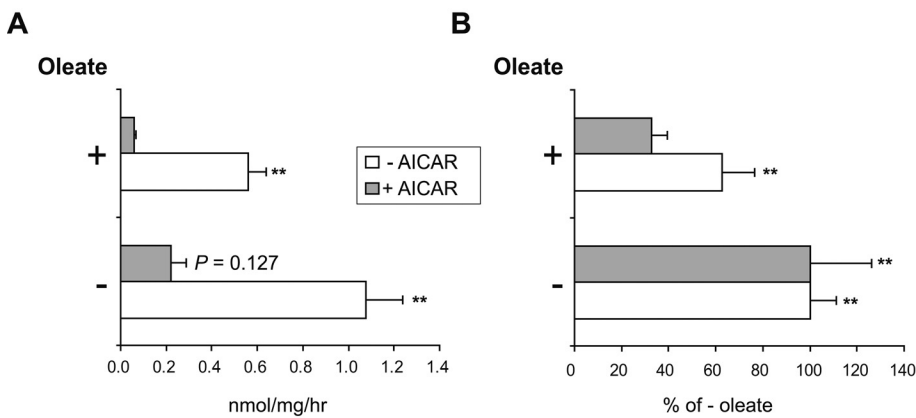 A
Oleate
+
**
P = 0.127
-
**
0.0 0.2 0.4 0.6 0.8 1.0 1.2 1.4
nmol/mg/hr
- AICAR
+ AICAR
B
Oleate
+
**
-
**
**
0 20 40 60 80 100 120 140
% of - oleate